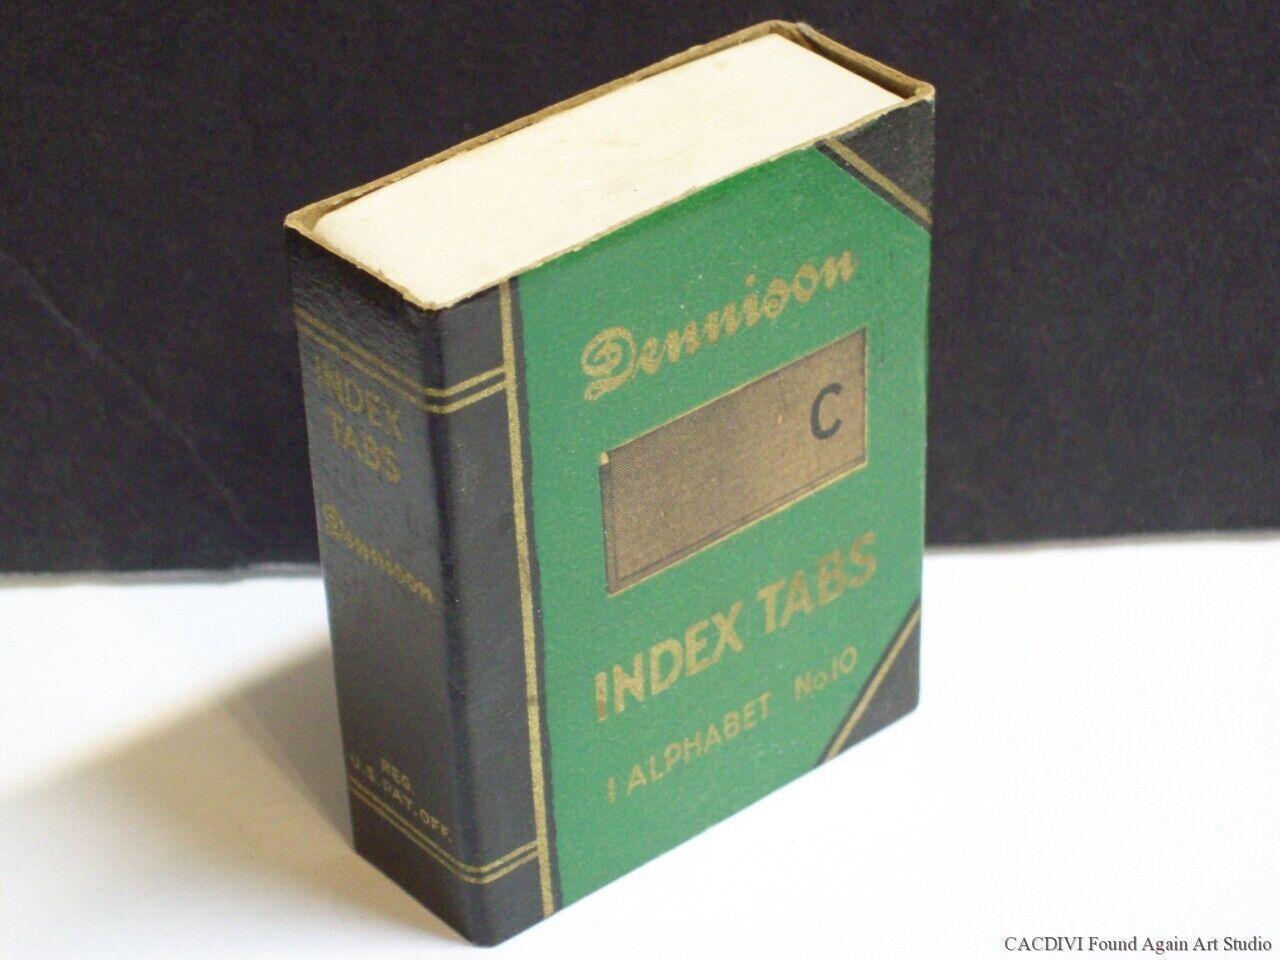 INDEX
TABS
Dennison
REG.
U.S. PAT. OFF.
Dennison
C
INDEX TABS
1 ALPHABET No. 10
CACDIVI Found Again Art Studio